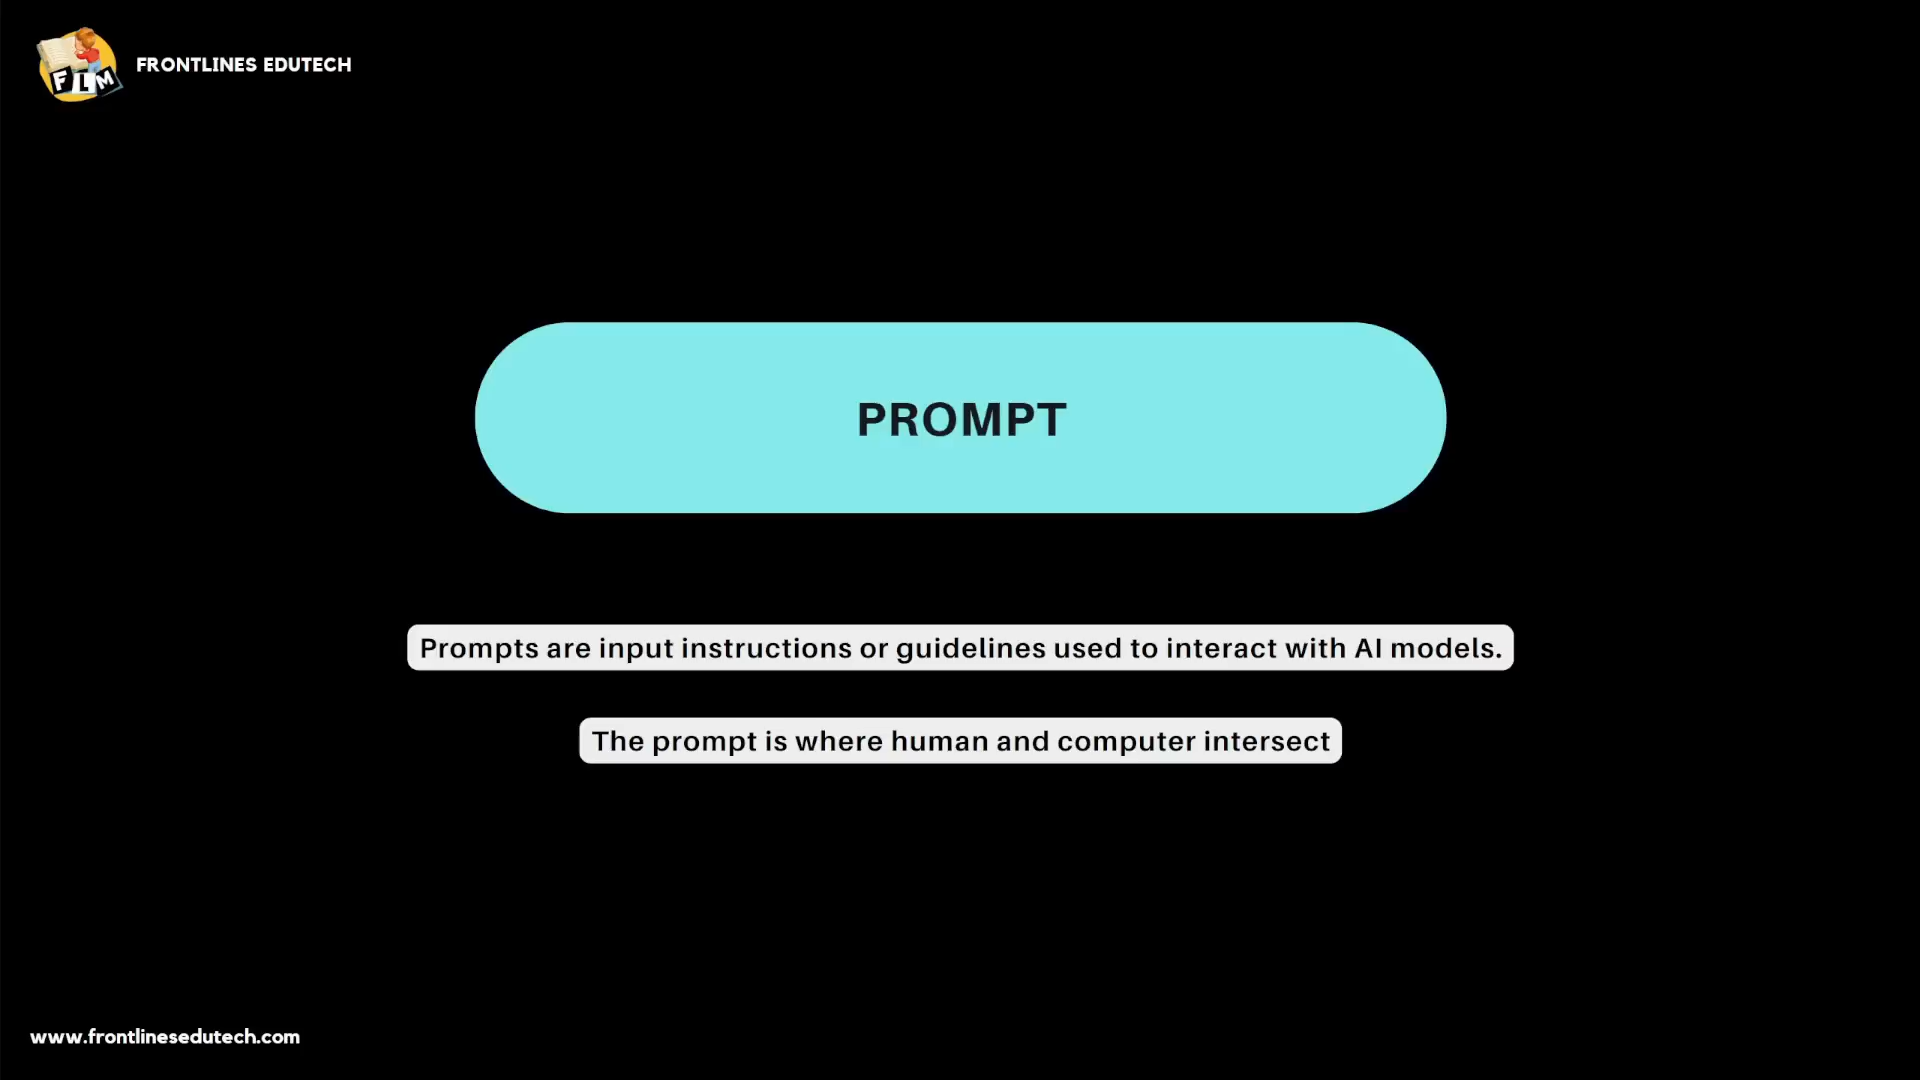 FLM
FRONTLINES EDUTECH
PROMPT
Prompts are input instructions or guidelines used to interact with AI models.
The prompt is where human and computer intersect
www.frontlinesedutech.com